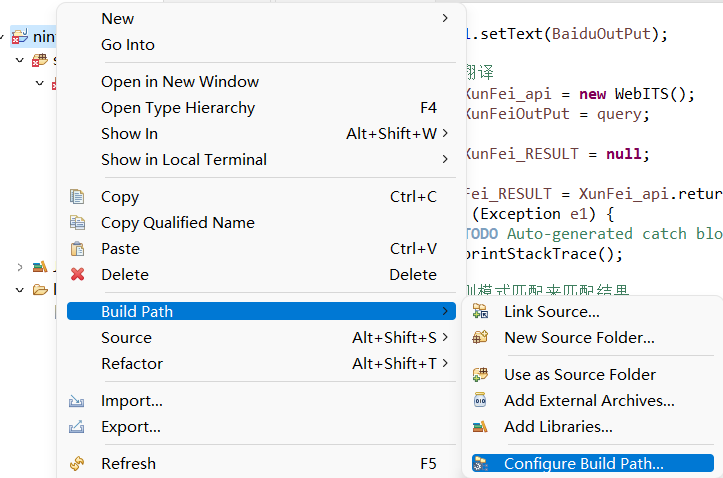 nin
New
Go Into
Open in New Window
Open Type Hierarchy F4
Show In Alt+Shift+W
Show in Local Terminal
Copy Ctrl+C
Copy Qualified Name
Paste Ctrl+V
Delete Delete
Build Path
Source Alt+Shift+S
Refactor Alt+Shift+T
Import...
Export...
Refresh F5
l.setText(BaiduOutPut);
翻译
XunFei_api = new WebITS();
XunFeiOutPut = query;
XunFei_RESULT = null;
Fei_RESULT = XunFei_api.retur
(Exception e1) {
TODO Auto-generated catch blo
printStackTrace();
则模式匹配来匹配结果
Link Source...
New Source Folder...
Use as Source Folder
Add External Archives...
Add Libraries...
Configure Build Path...